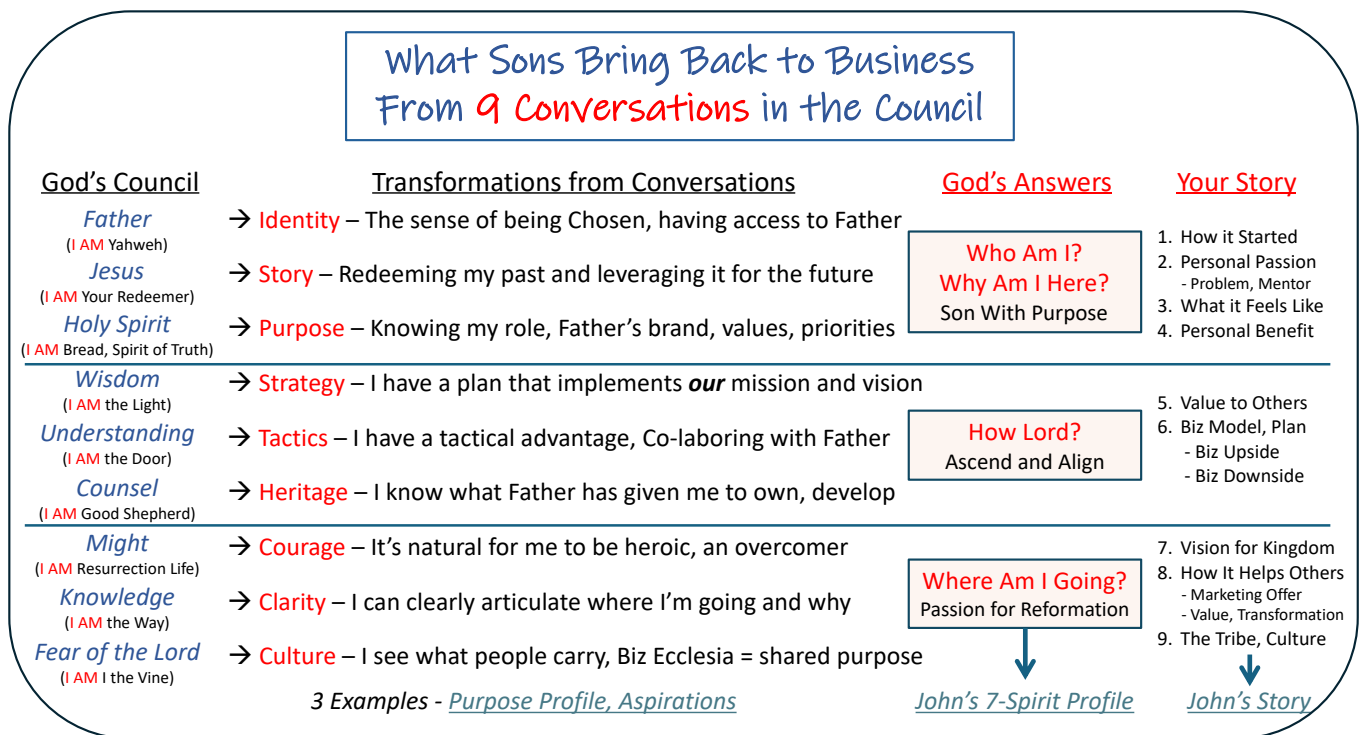 What Sons Bring Back to Business
From 9 Conversations in the Council
God's Council
Transformations from Conversations
God's Answers
Your Story
Father
(I AM Yahweh)
→ Identity – The sense of being Chosen, having access to Father
Jesus
(I AM Your Redeemer)
→ Story – Redeeming my past and leveraging it for the future
Holy Spirit
(I AM Bread, Spirit of Truth)
→ Purpose – Knowing my role, Father's brand, values, priorities
Who Am I?
Why Am I Here?
Son With Purpose
1. How it Started
2. Personal Passion
- Problem, Mentor
3. What it Feels Like
4. Personal Benefit
Wisdom
(I AM the Light)
→ Strategy – I have a plan that implements our mission and vision
Understanding
(I AM the Door)
→ Tactics – I have a tactical advantage, Co-laboring with Father
Counsel
(I AM Good Shepherd)
→ Heritage – I know what Father has given me to own, develop
How Lord?
Ascend and Align
5. Value to Others
6. Biz Model, Plan
- Biz Upside
- Biz Downside
Might
(I AM Resurrection Life)
→ Courage – It's natural for me to be heroic, an overcomer
Knowledge
(I AM the Way)
→ Clarity – I can clearly articulate where I'm going and why
Fear of the Lord
(I AM I the Vine)
→ Culture – I see what people carry, Biz Ecclesia = shared purpose
Where Am I Going?
Passion for Reformation
7. Vision for Kingdom
8. How It Helps Others
- Marketing Offer
- Value, Transformation
9. The Tribe, Culture
3 Examples - Purpose Profile, Aspirations
John's 7-Spirit Profile
John's Story